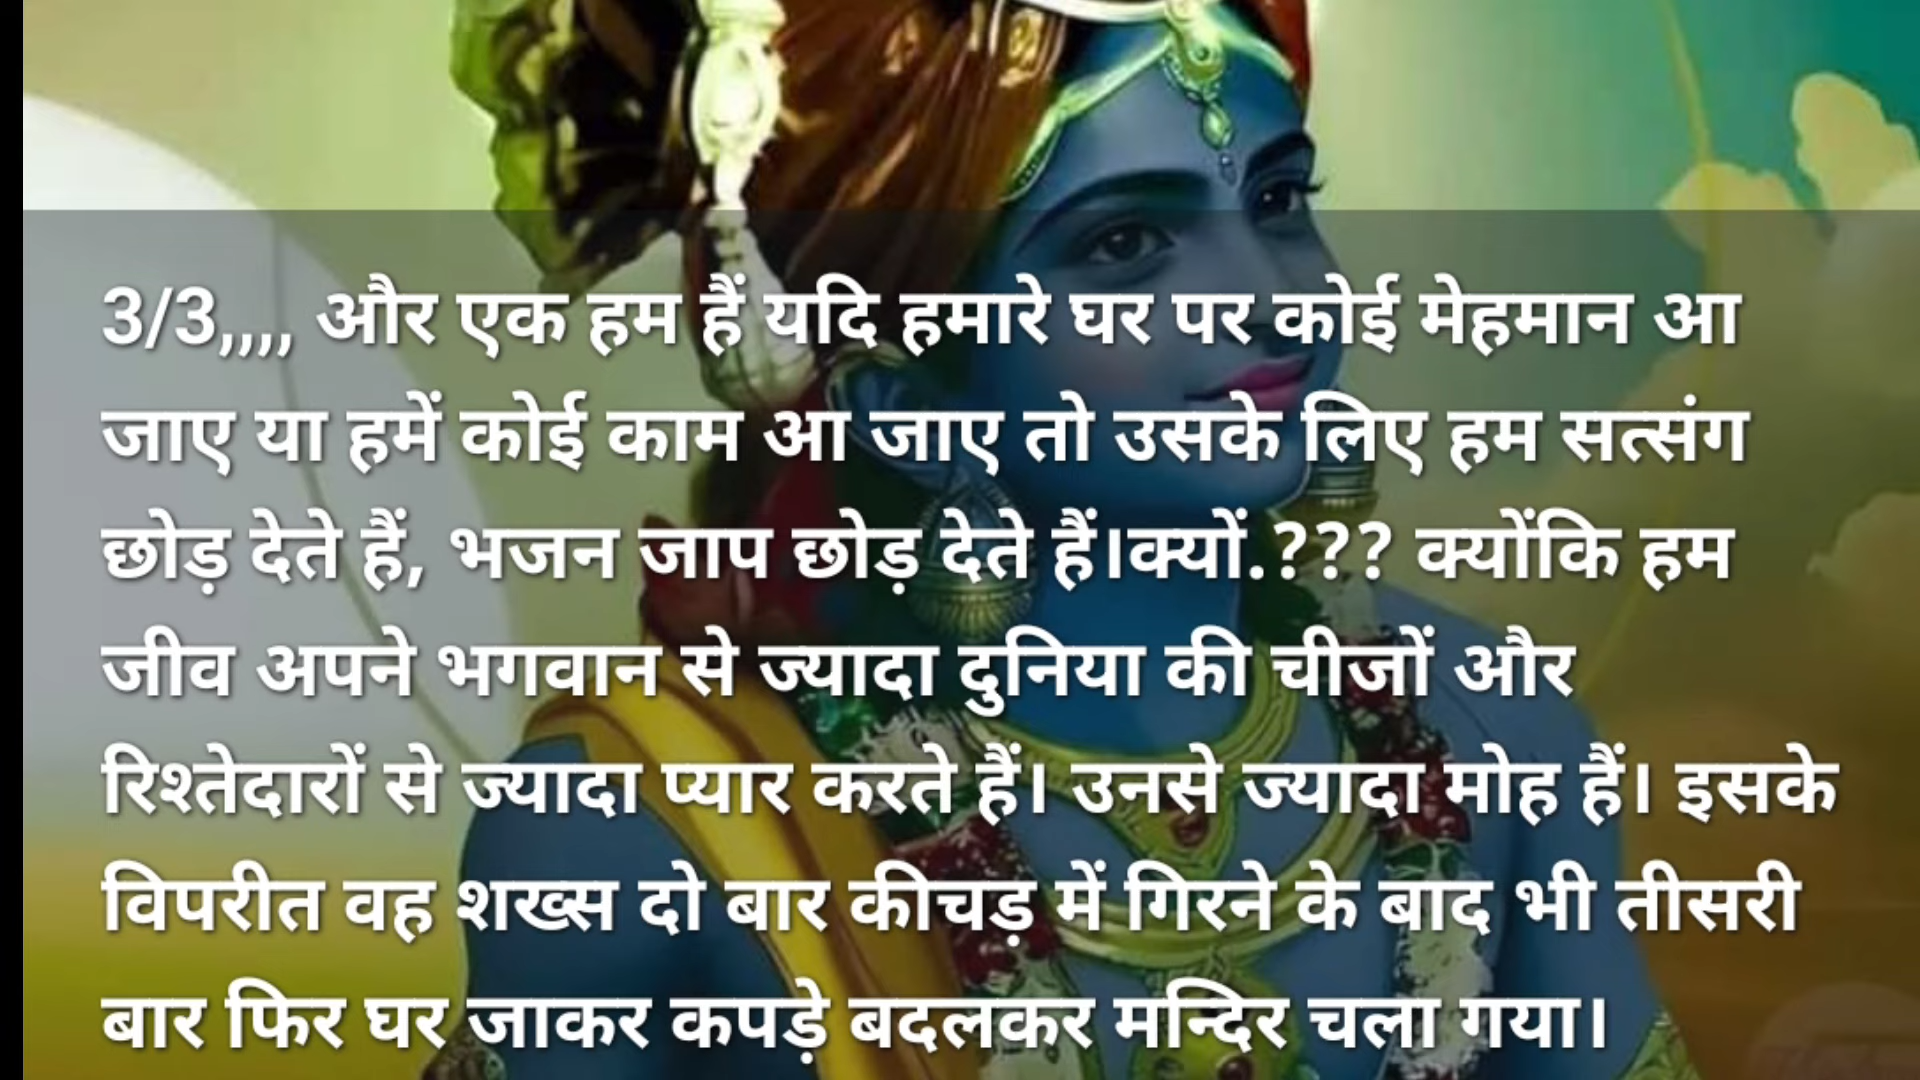 3/3,,,, और एक हम हैं यदि हमारे घर पर कोई मेहमान आ
जाए या हमें कोई काम आ जाए तो उसके लिए हम सत्संग
छोड़ देते हैं, भजन जाप छोड़ देते हैं।क्यों.??? क्योंकि हम
जीव अपने भगवान से ज्यादा दुनिया की चीजों और
रिश्तेदारों से ज्यादा प्यार करते हैं। उनसे ज्यादा मोह हैं। इसके
विपरीत वह शख्स दो बार कीचड़ में गिरने के बाद भी तीसरी
बार फिर घर जाकर कपड़े बदलकर मन्दिर चला गया।